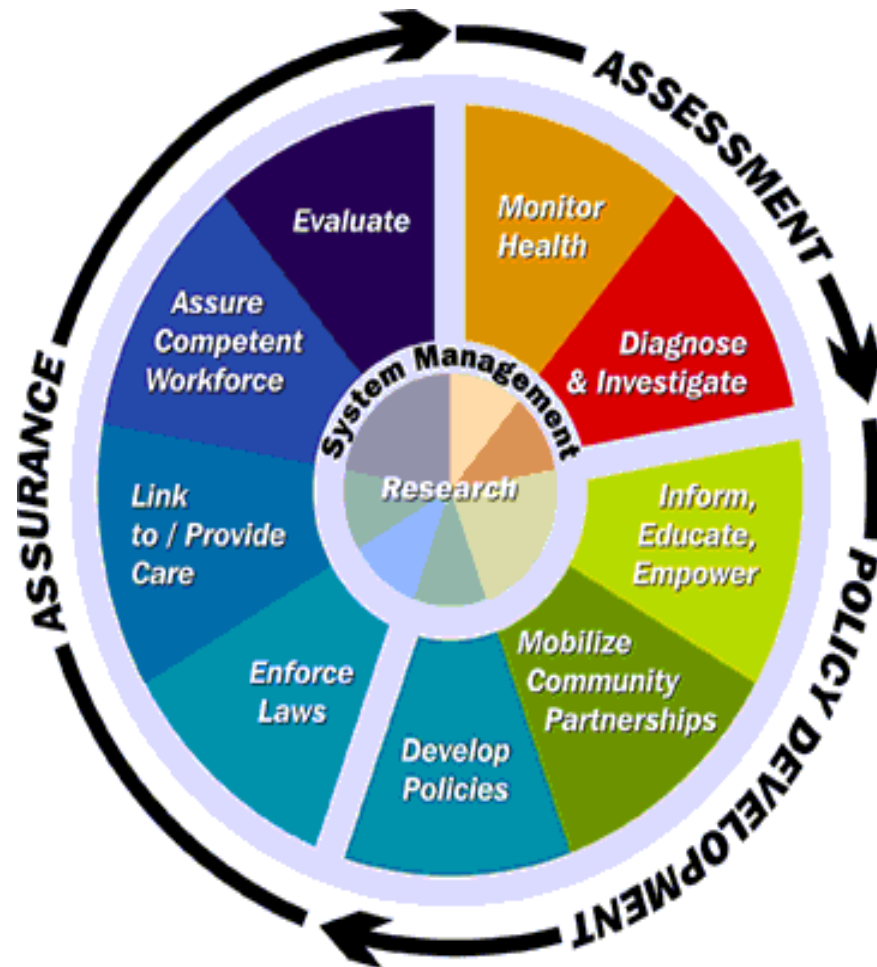 ASSESSMENT
POLICY DEVELOPMENT
ASSURANCE
Monitor
Health
Diagnose
& Investigate
Inform,
Educate,
Empower
Mobilize
Community
Partnerships
Develop
Policies
Enforce
Laws
Link
to / Provide
Care
Assure
Competent
Workforce
Evaluate
System Management
Research